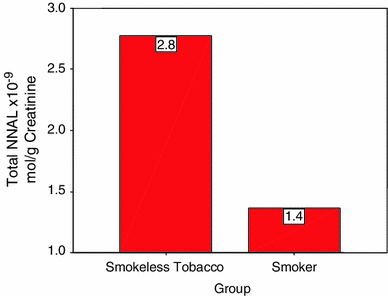 3.0
2.5
2.0
1.5
1.0
Total NNAL x10-9
mol/g Creatinine
2.8
1.4
Smokeless Tobacco Smoker
Group